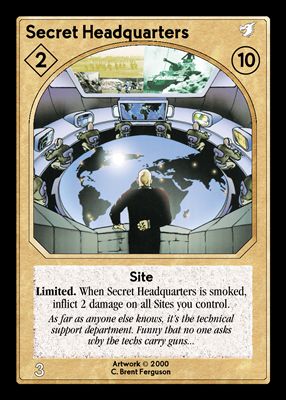 Secret Headquarters
2
10
Site
Limited. When Secret Headquarters is smoked,
inflict 2 damage on all Sites you control.
As far as anyone else knows, it's the technical
support department. Funny that no one asks
why the techs carry guns...
3
Artwork © 2000
C. Brent Ferguson